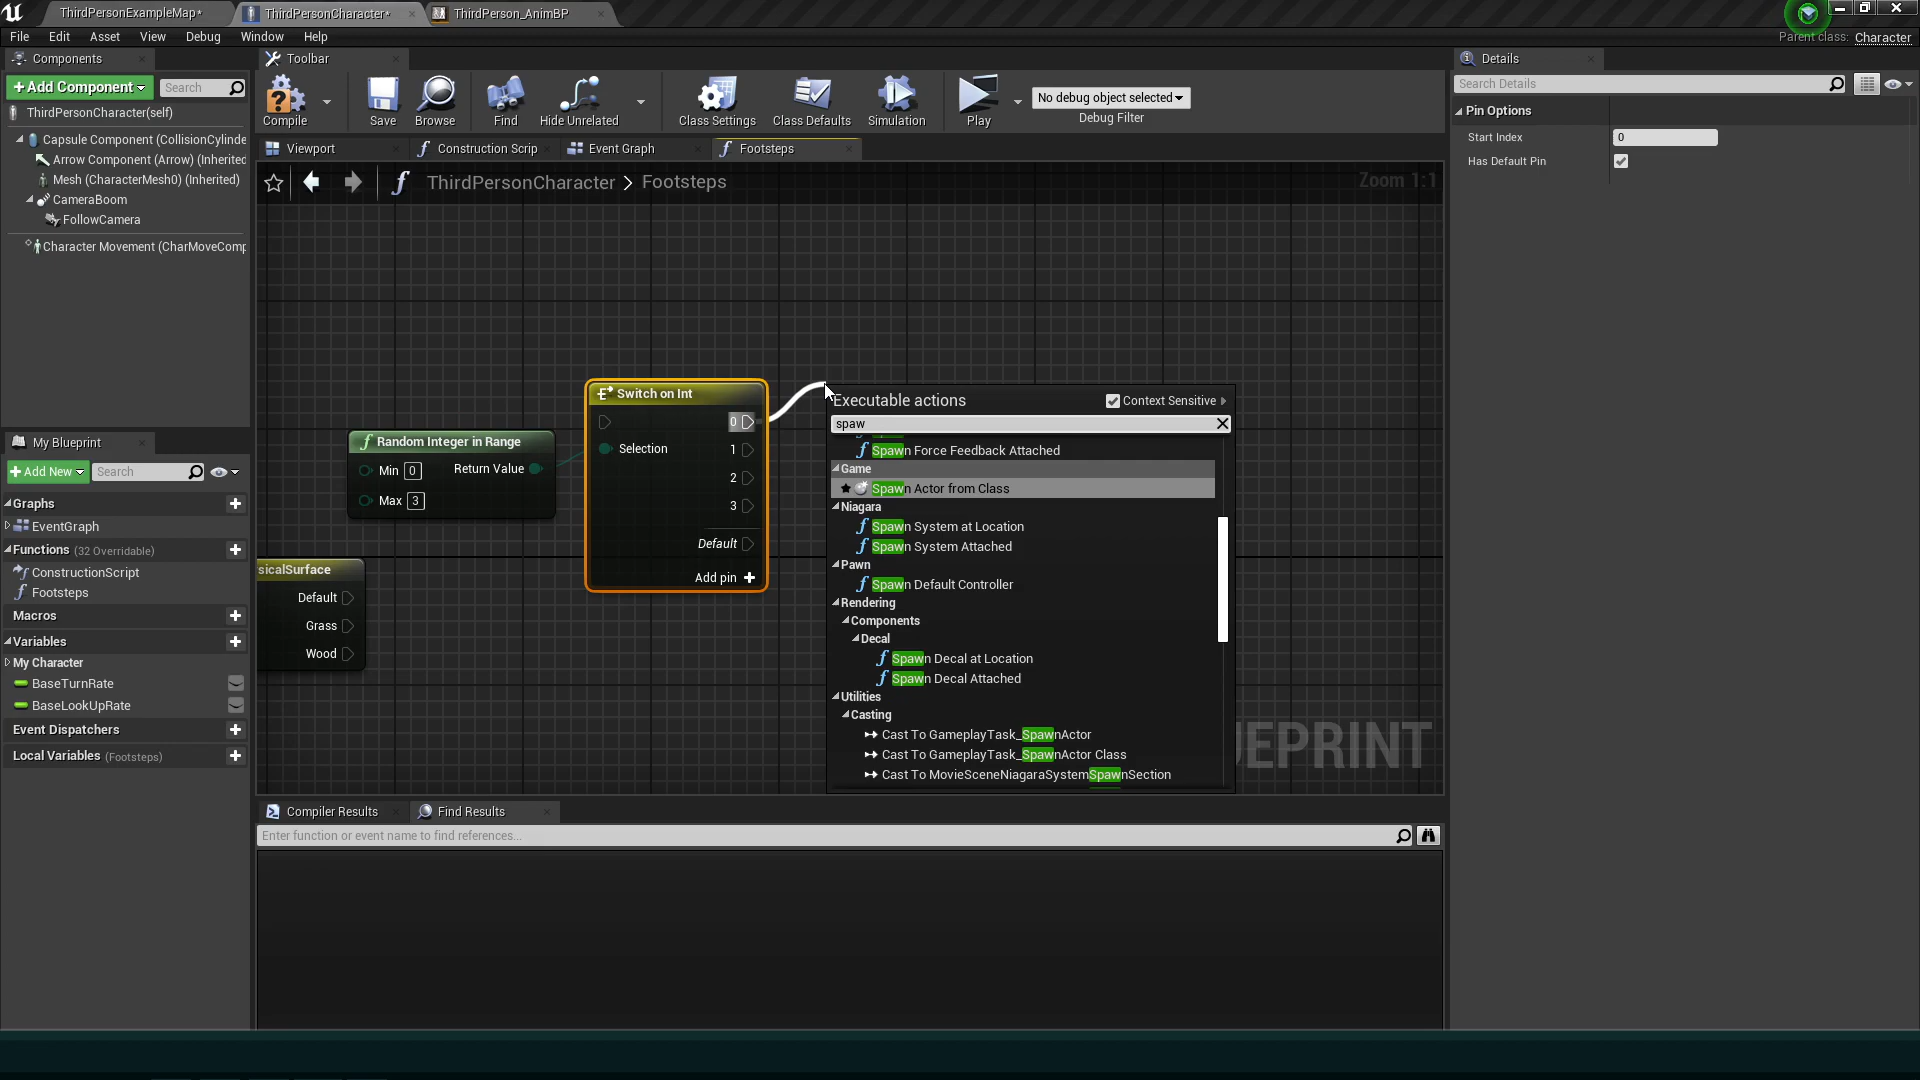 ThirdPersonExampleMap*
ThirdPersonCharacter*
ThirdPerson_AnimBP
File Edit Asset View Debug Window Help
Parent class: Character
Components
Toolbar
Details
+Add Component
Search
ThirdPersonCharacter(self)
Capsule Component (CollisionCylinde
Arrow Component (Arrow) (Inherited
Mesh (CharacterMesh0) (Inherited)
CameraBoom
FollowCamera
Character Movement (CharMoveComp
Compile
Save
Browse
Find
Hide Unrelated
Class Settings
Class Defaults
Simulation
Play
No debug object selected
Debug Filter
Search Details
Pin Options
Start Index 0
Has Default Pin
Viewport
Construction Scrip
Event Graph
Footsteps
ThirdPersonCharacter > Footsteps
Zoom 1:1
My Blueprint
+Add New
Search
Graphs
EventGraph
Functions (32 Overridable)
ConstructionScript
Footsteps
Macros
Variables
My Character
BaseTurnRate
BaseLookUpRate
Event Dispatchers
Local Variables (Footsteps)
Random Integer in Range
Min 0
Return Value
Max 3
Switch on Int
0
Selection
1
2
3
Default
Add pin
sicalSurface
Default
Grass
Wood
Executable actions
Context Sensitive
spaw
Spawn Force Feedback Attached
Game
Spawn Actor from Class
Niagara
Spawn System at Location
Spawn System Attached
Pawn
Spawn Default Controller
Rendering
Components
Decal
Spawn Decal at Location
Spawn Decal Attached
Utilities
Casting
Cast To GameplayTask_SpawnActor
Cast To GameplayTask_SpawnActor Class
Cast To MovieSceneNiagaraSystemSpawnSection
UEPRINT
Compiler Results
Find Results
Enter function or event name to find references...